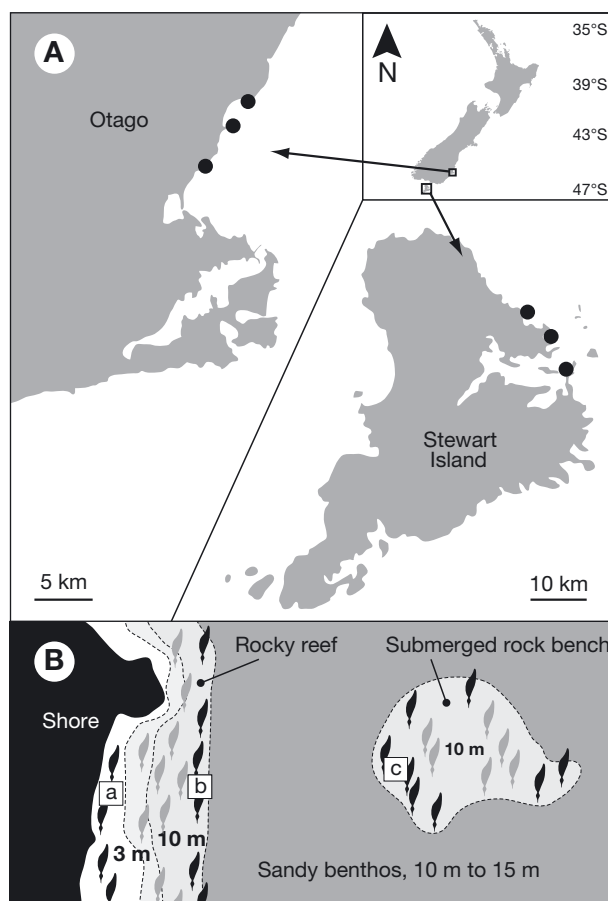 A
Otago
N
35°S
39°S
43°S
47°S
Stewart
Island
5 km
10 km
B
Rocky reef
Submerged rock bench
Shore
10 m
a
b
c
3 m
10 m
Sandy benthos, 10 m to 15 m